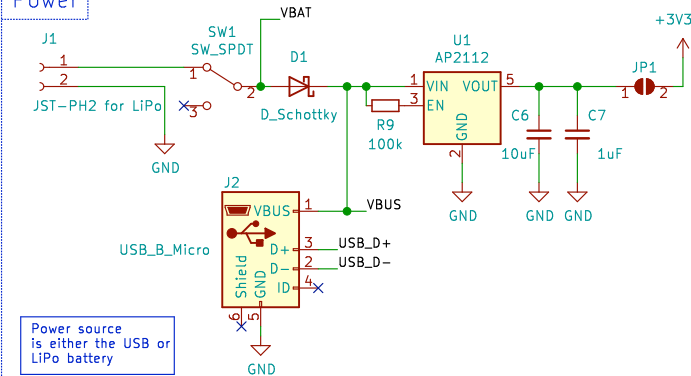 Power
VBAT
+3V3
J1
SW1
SW_SPDT
D1
U1
AP2112
JP1
1
1
2
2
3
JST-PH2 for LiPo
D_Schottky
1
VIN
VOUT
5
3
EN
GND
2
1
2
R9
100k
C6
10uF
C7
1uF
GND
GND
GND
GND
J2
VBUS
1
VBUS
USB_B_Micro
D+
3
USB_D+
D-
2
USB_D-
ID
4
Shield
GND
6
5
GND
Power source
is either the USB or
LiPo battery